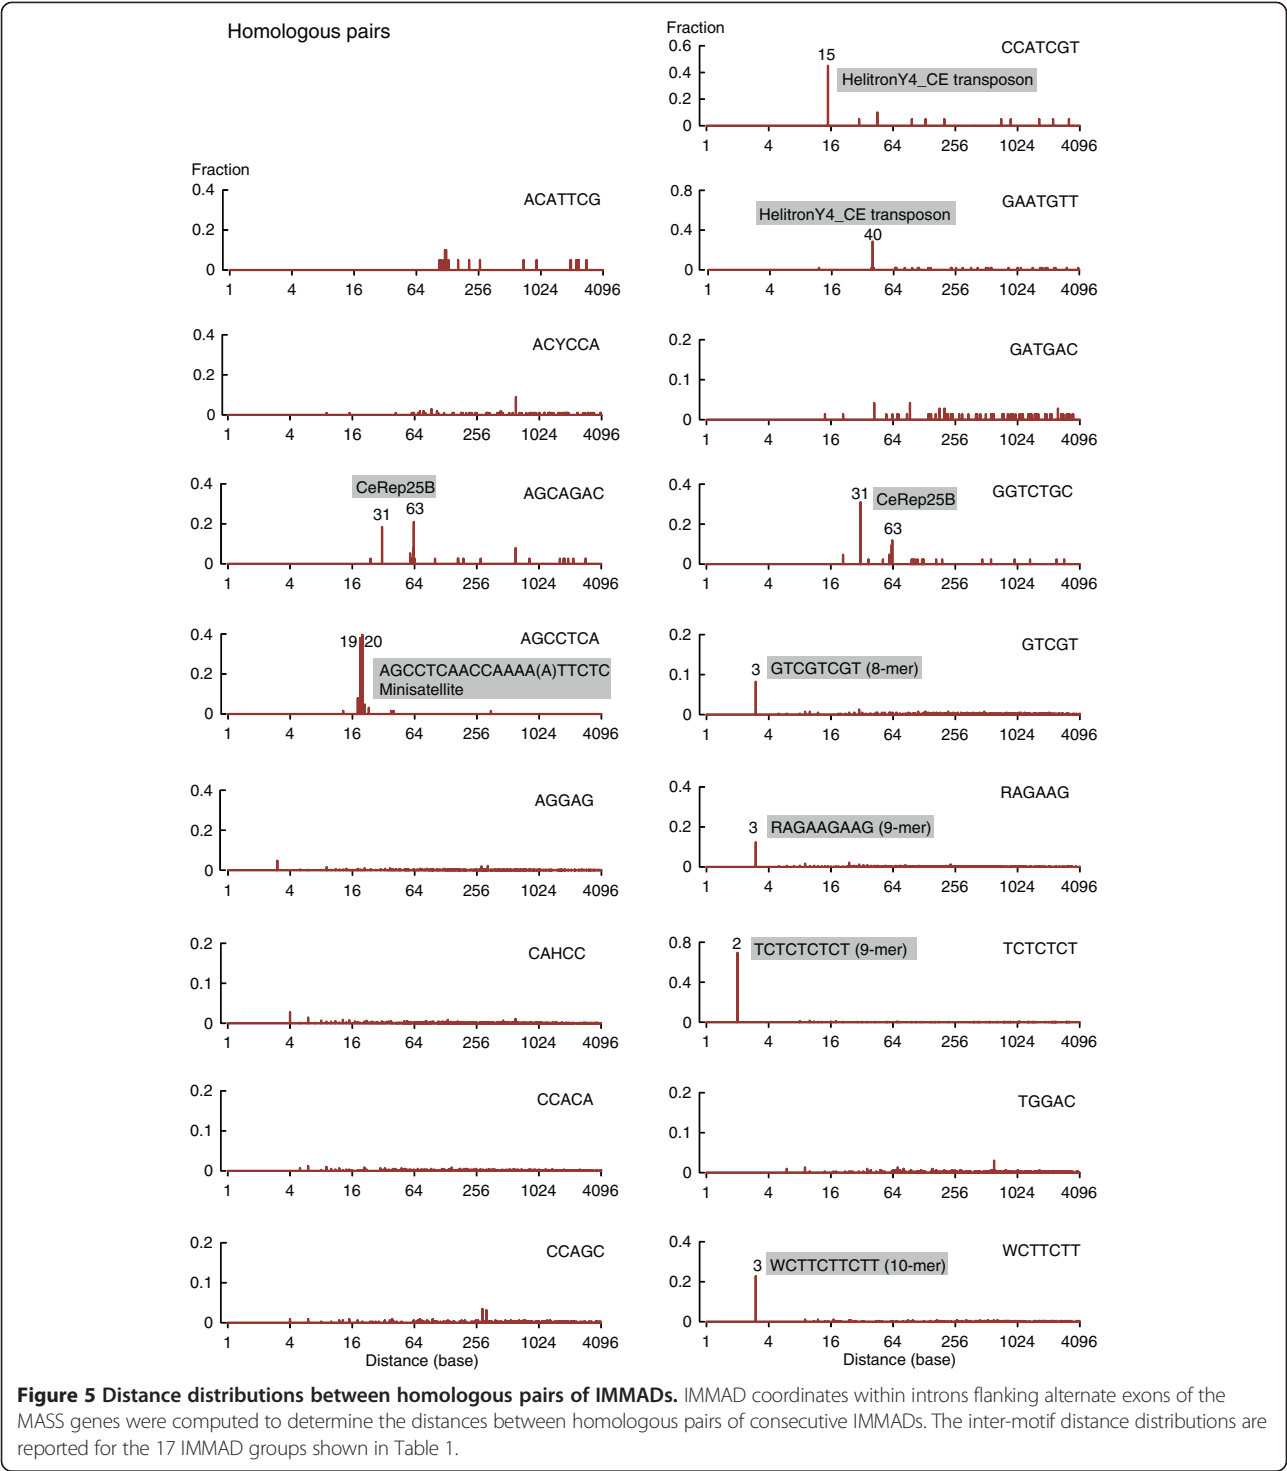 Homologous pairs
Fraction
0.4
0.2
0
ACATTCG
1 4 16 64 256 1024 4096
0.4
0.2
0
ACYCCA
1 4 16 64 256 1024 4096
0.4
0.2
0
CeRep25B
31 63
AGCAGAC
1 4 16 64 256 1024 4096
0.4
0.2
0
19 20
AGCCTCA
AGCCTCAACCAAAA(A)TTCTC
Minisatellite
1 4 16 64 256 1024 4096
0.4
0.2
0
AGGAG
1 4 16 64 256 1024 4096
0.2
0.1
0
CAHCC
1 4 16 64 256 1024 4096
0.2
0.1
0
CCACA
1 4 16 64 256 1024 4096
0.2
0.1
0
CCAGC
1 4 16 64 256 1024 4096
Distance (base)
Fraction
0.6
0.4
0.2
0
15
CCATCGT
HelitronY4_CE transposon
1 4 16 64 256 1024 4096
0.8
0.4
0
GAATGTT
HelitronY4_CE transposon
40
1 4 16 64 256 1024 4096
0.2
0.1
0
GATGAC
1 4 16 64 256 1024 4096
0.4
0.2
0
31
CeRep25B
GGTCTGC
63
1 4 16 64 256 1024 4096
0.2
0.1
0
GTCGT
3 GTCGTCGT (8-mer)
1 4 16 64 256 1024 4096
0.4
0.2
0
RAGAAG
3 RAGAAGAAG (9-mer)
1 4 16 64 256 1024 4096
0.8
0.4
0
2 TCTCTCTCT (9-mer)
TCTCTCT
1 4 16 64 256 1024 4096
0.2
0.1
0
TGGAC
1 4 16 64 256 1024 4096
0.4
0.2
0
WCTTCTT
3 WCTTCTTCTT (10-mer)
1 4 16 64 256 1024 4096
Distance (base)
Figure 5 Distance distributions between homologous pairs of IMMADs. IMMAD coordinates within introns flanking alternate exons of the
MASS genes were computed to determine the distances between homologous pairs of consecutive IMMADs. The inter-motif distance distributions are
reported for the 17 IMMAD groups shown in Table 1.